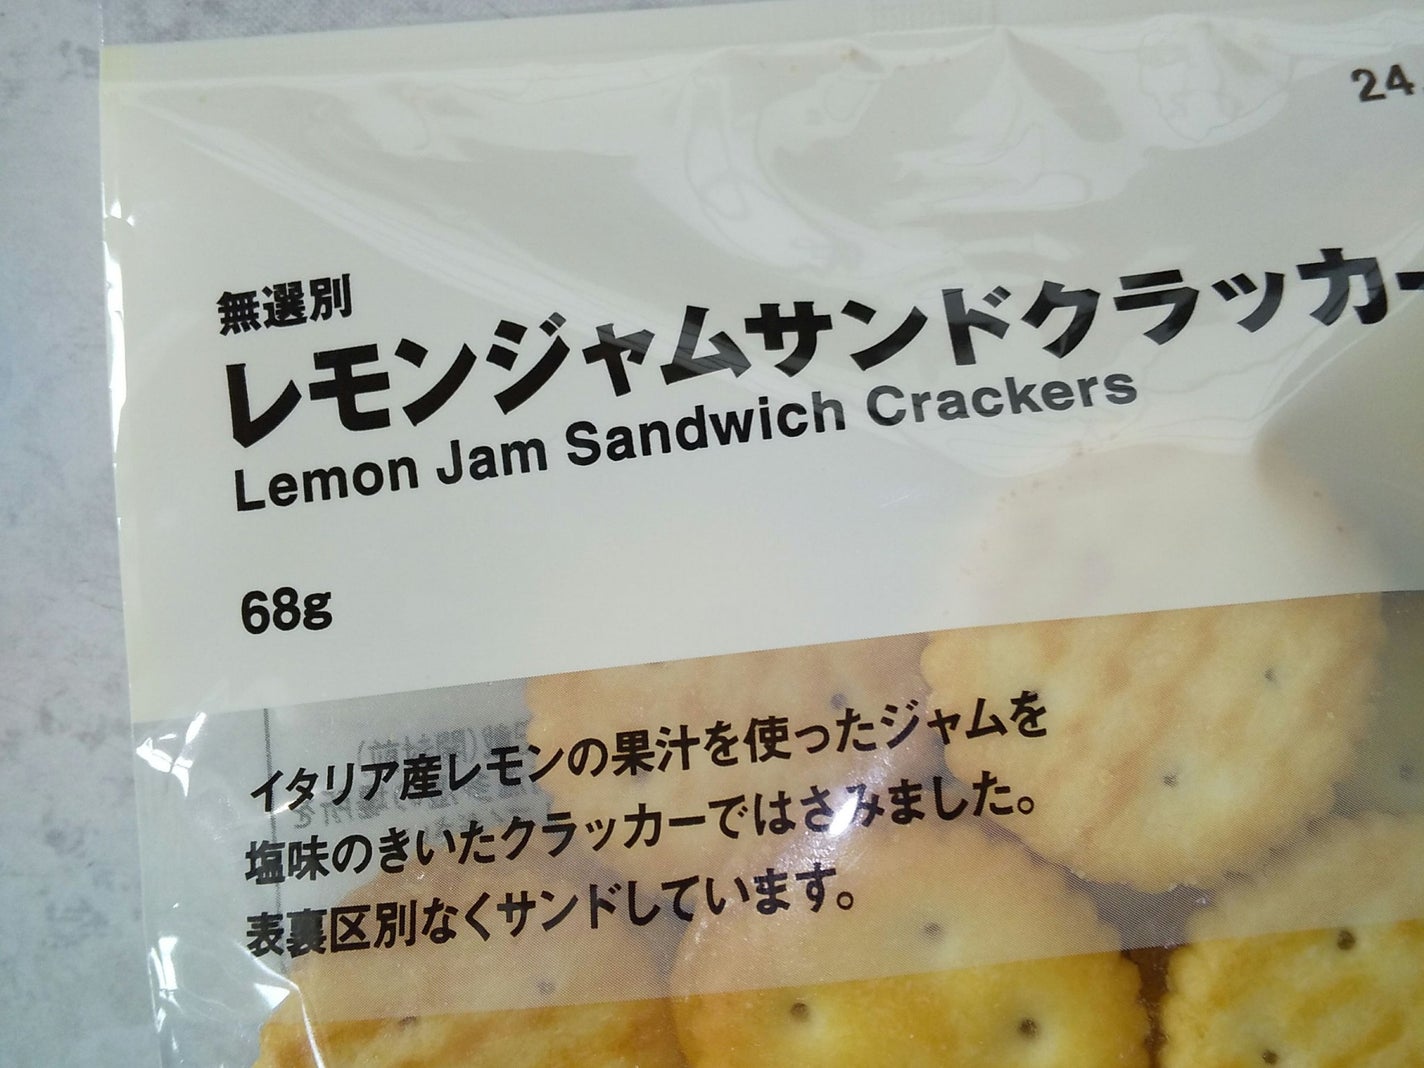 24.
無選別
レモンジャムサンドクラッカー
Lemon Jam Sandwich Crackers
68g
イタリア産レモンの果汁を使ったジャムを
塩味のきいたクラッカーではさみました。
表裏区別なくサンドしています。